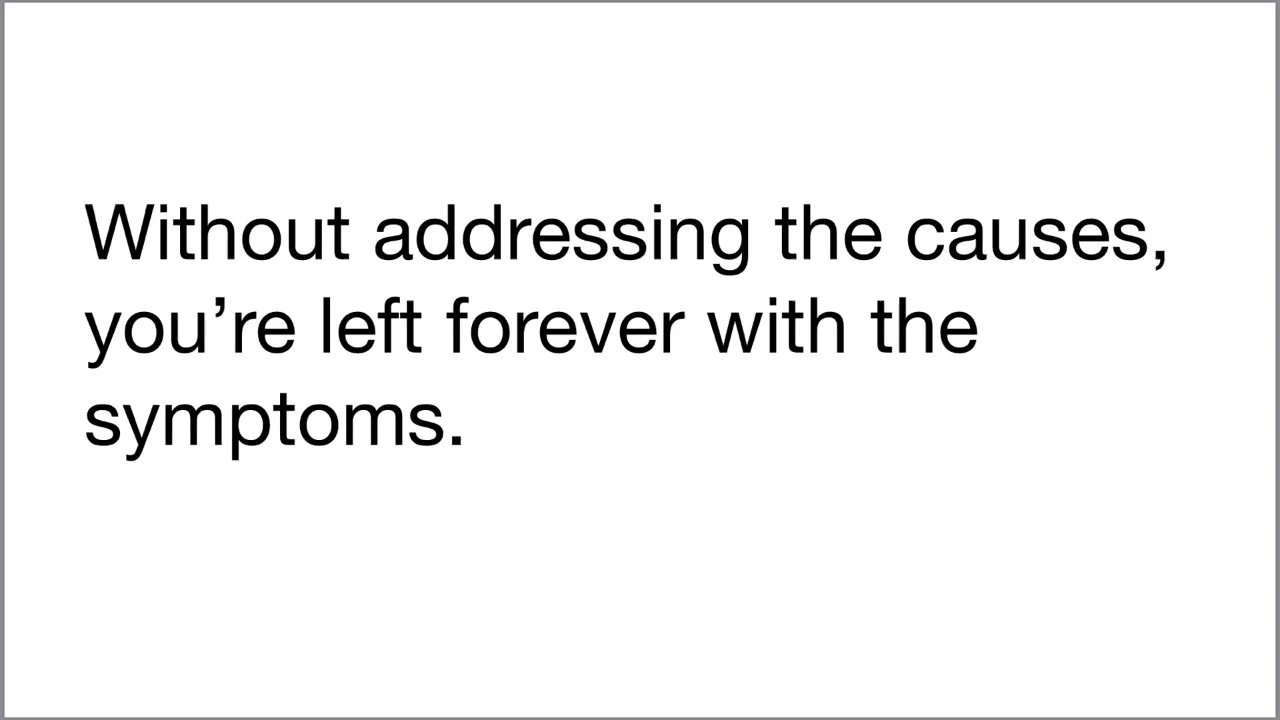 Without addressing the causes,
you’re left forever with the
symptoms.